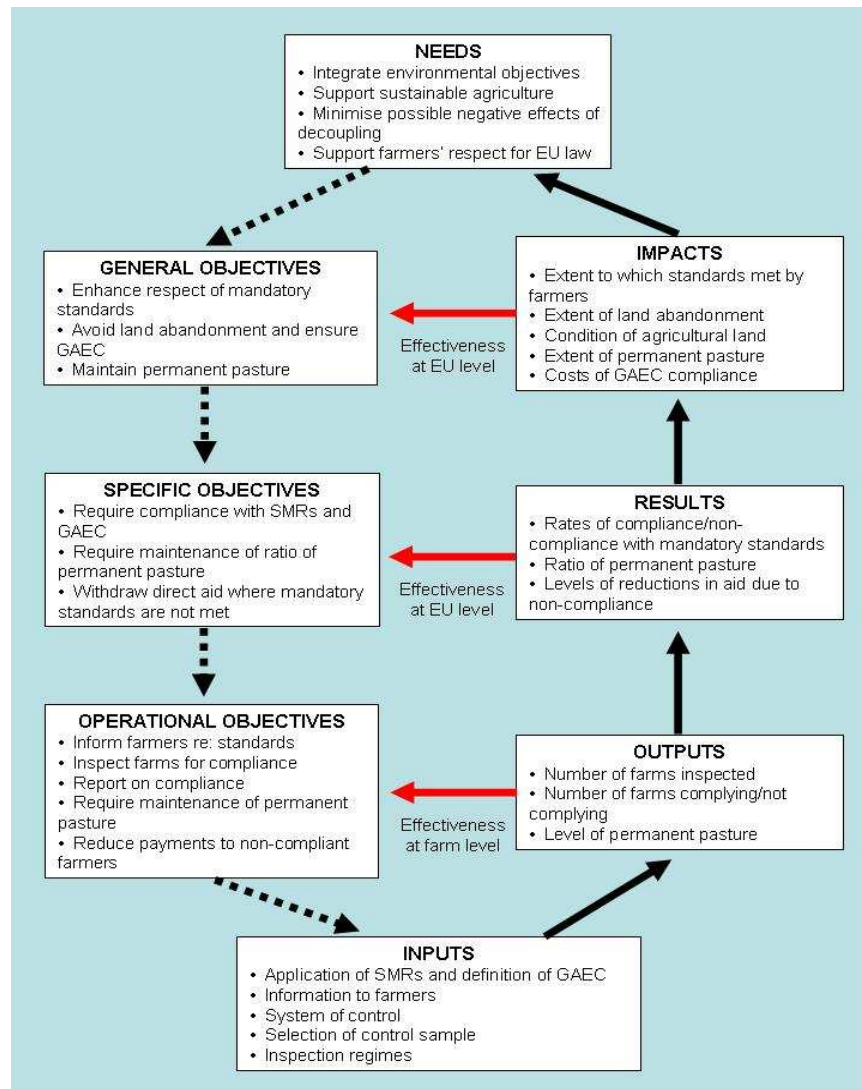 NEEDS
• Integrate environmental objectives
• Support sustainable agriculture
• Minimise possible negative effects of
decoupling
• Support farmers' respect for EU law
GENERAL OBJECTIVES
• Enhance respect of mandatory
standards
• Avoid land abandonment and ensure
GAEC
• Maintain permanent pasture
Effectiveness
at EU level
IMPACTS
• Extent to which standards met by
farmers
• Extent of land abandonment
• Condition of agricultural land
• Extent of permanent pasture
• Costs of GAEC compliance
SPECIFIC OBJECTIVES
• Require compliance with SMRs and
GAEC
• Require maintenance of ratio of
permanent pasture
• Withdraw direct aid where mandatory
standards are not met
Effectiveness
at EU level
RESULTS
• Rates of compliance/non-
compliance with mandatory standards
• Ratio of permanent pasture
• Levels of reductions in aid due to
non-compliance
OPERATIONAL OBJECTIVES
• Inform farmers re: standards
• Inspect farms for compliance
• Report on compliance
• Require maintenance of permanent
pasture
• Reduce payments to non-compliant
farmers
Effectiveness
at farm level
OUTPUTS
• Number of farms inspected
• Number of farms complying/not
complying
• Level of permanent pasture
INPUTS
• Application of SMRs and definition of GAEC
• Information to farmers
• System of control
• Selection of control sample
• Inspection regimes